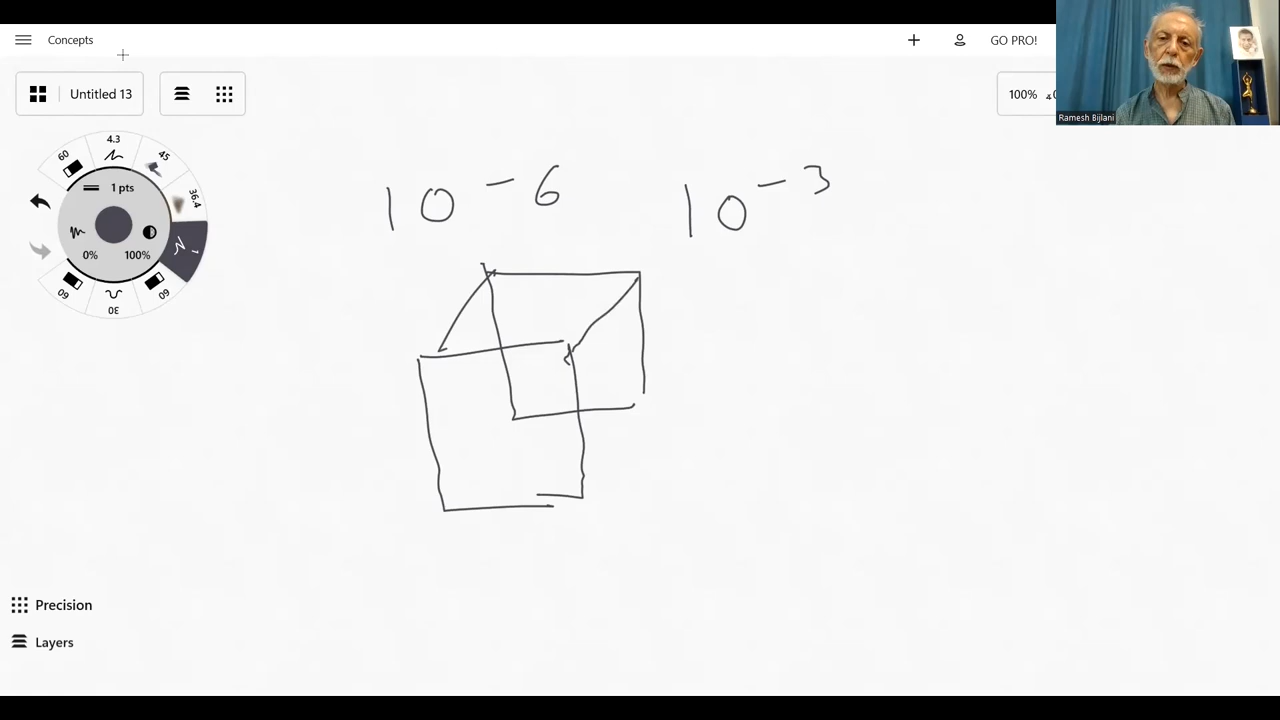 Concepts
GO PRO!
Untitled 13
100%
Ramesh Bijlani
4.3
60
45
36.4
1 pts
0%
100%
1
60
30
60
10⁻⁶
10⁻³
Precision
Layers